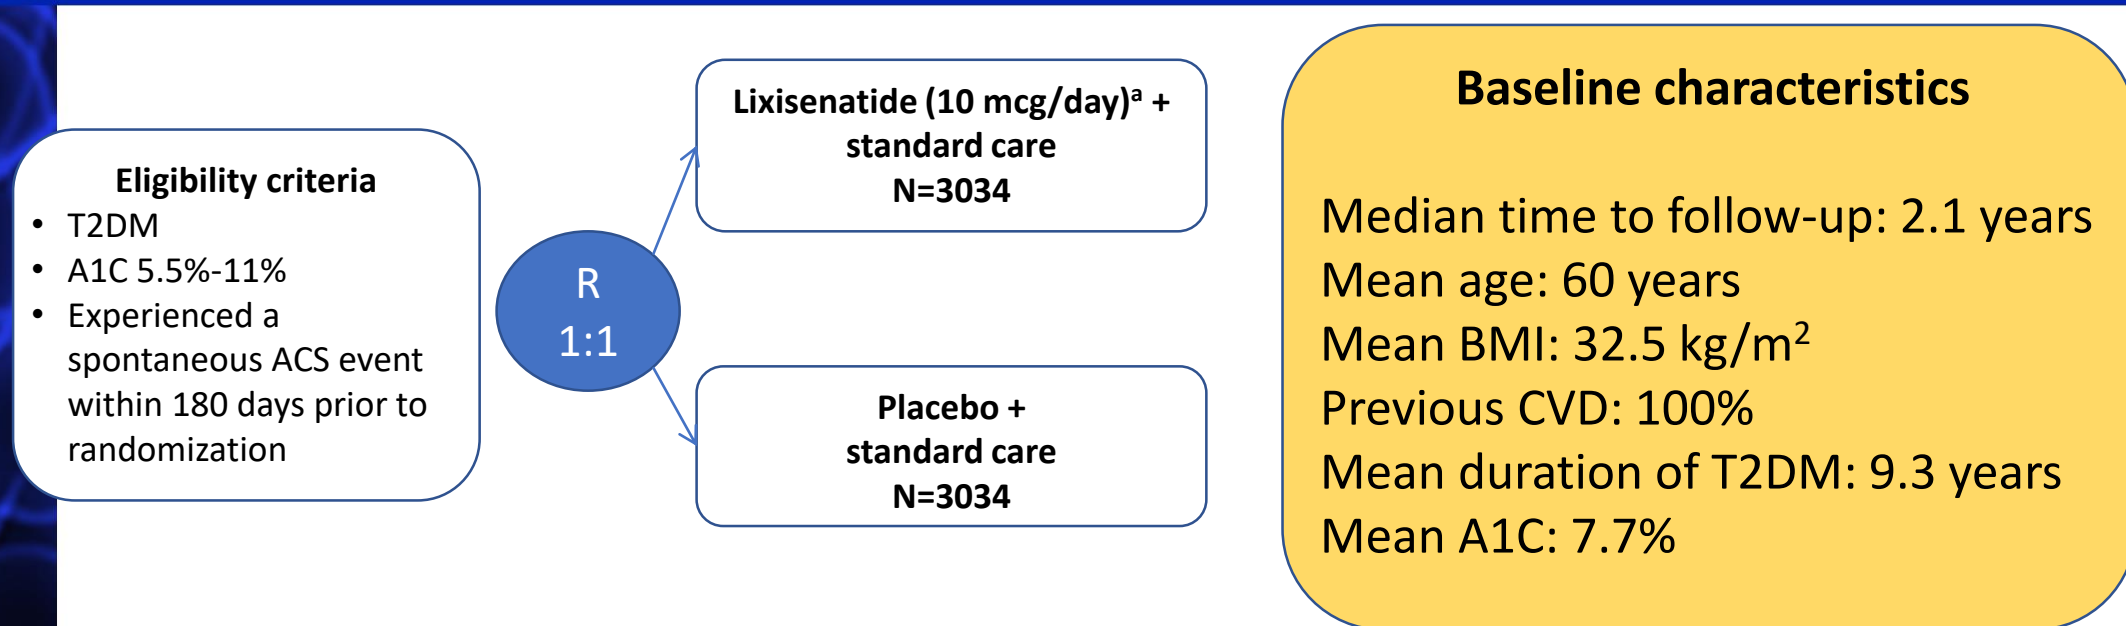 Eligibility criteria
• T2DM
• A1C 5.5%-11%
• Experienced a
spontaneous ACS event
within 180 days prior to
randomization
R
1:1
Lixisenatide (10 mcg/day)ᵃ +
standard care
N=3034
Placebo +
standard care
N=3034
Baseline characteristics
Median time to follow-up: 2.1 years
Mean age: 60 years
Mean BMI: 32.5 kg/m²
Previous CVD: 100%
Mean duration of T2DM: 9.3 years
Mean A1C: 7.7%